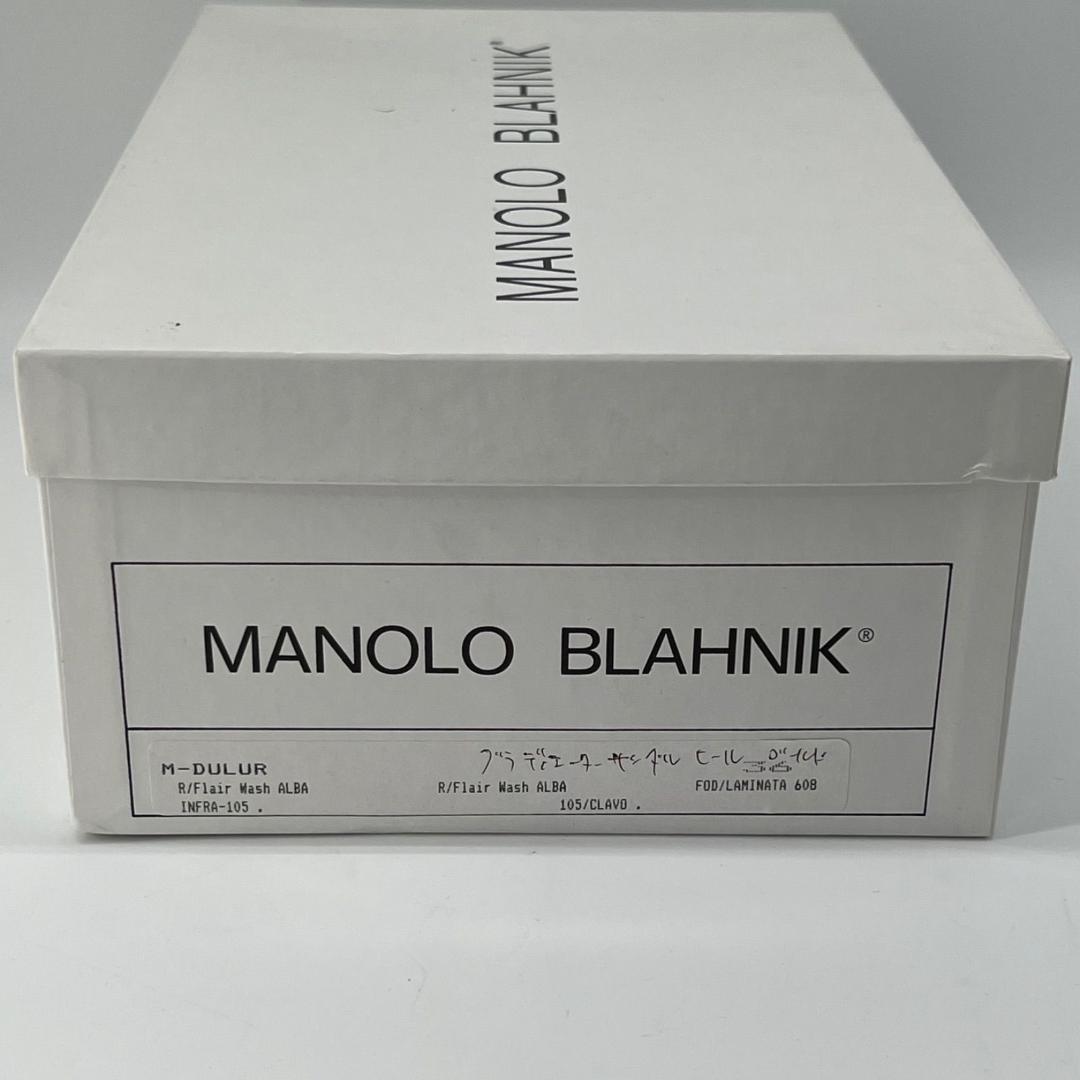 MANOLO BLAHNIK®
MANOLO BLAHNIK®
M-DULUR グラディエーターサンダル ヒール
R/Flair Wash ALBA R/Flair Wash ALBA FOD/LAMINATA 608
INFRA-105 . 105/CLAVO .